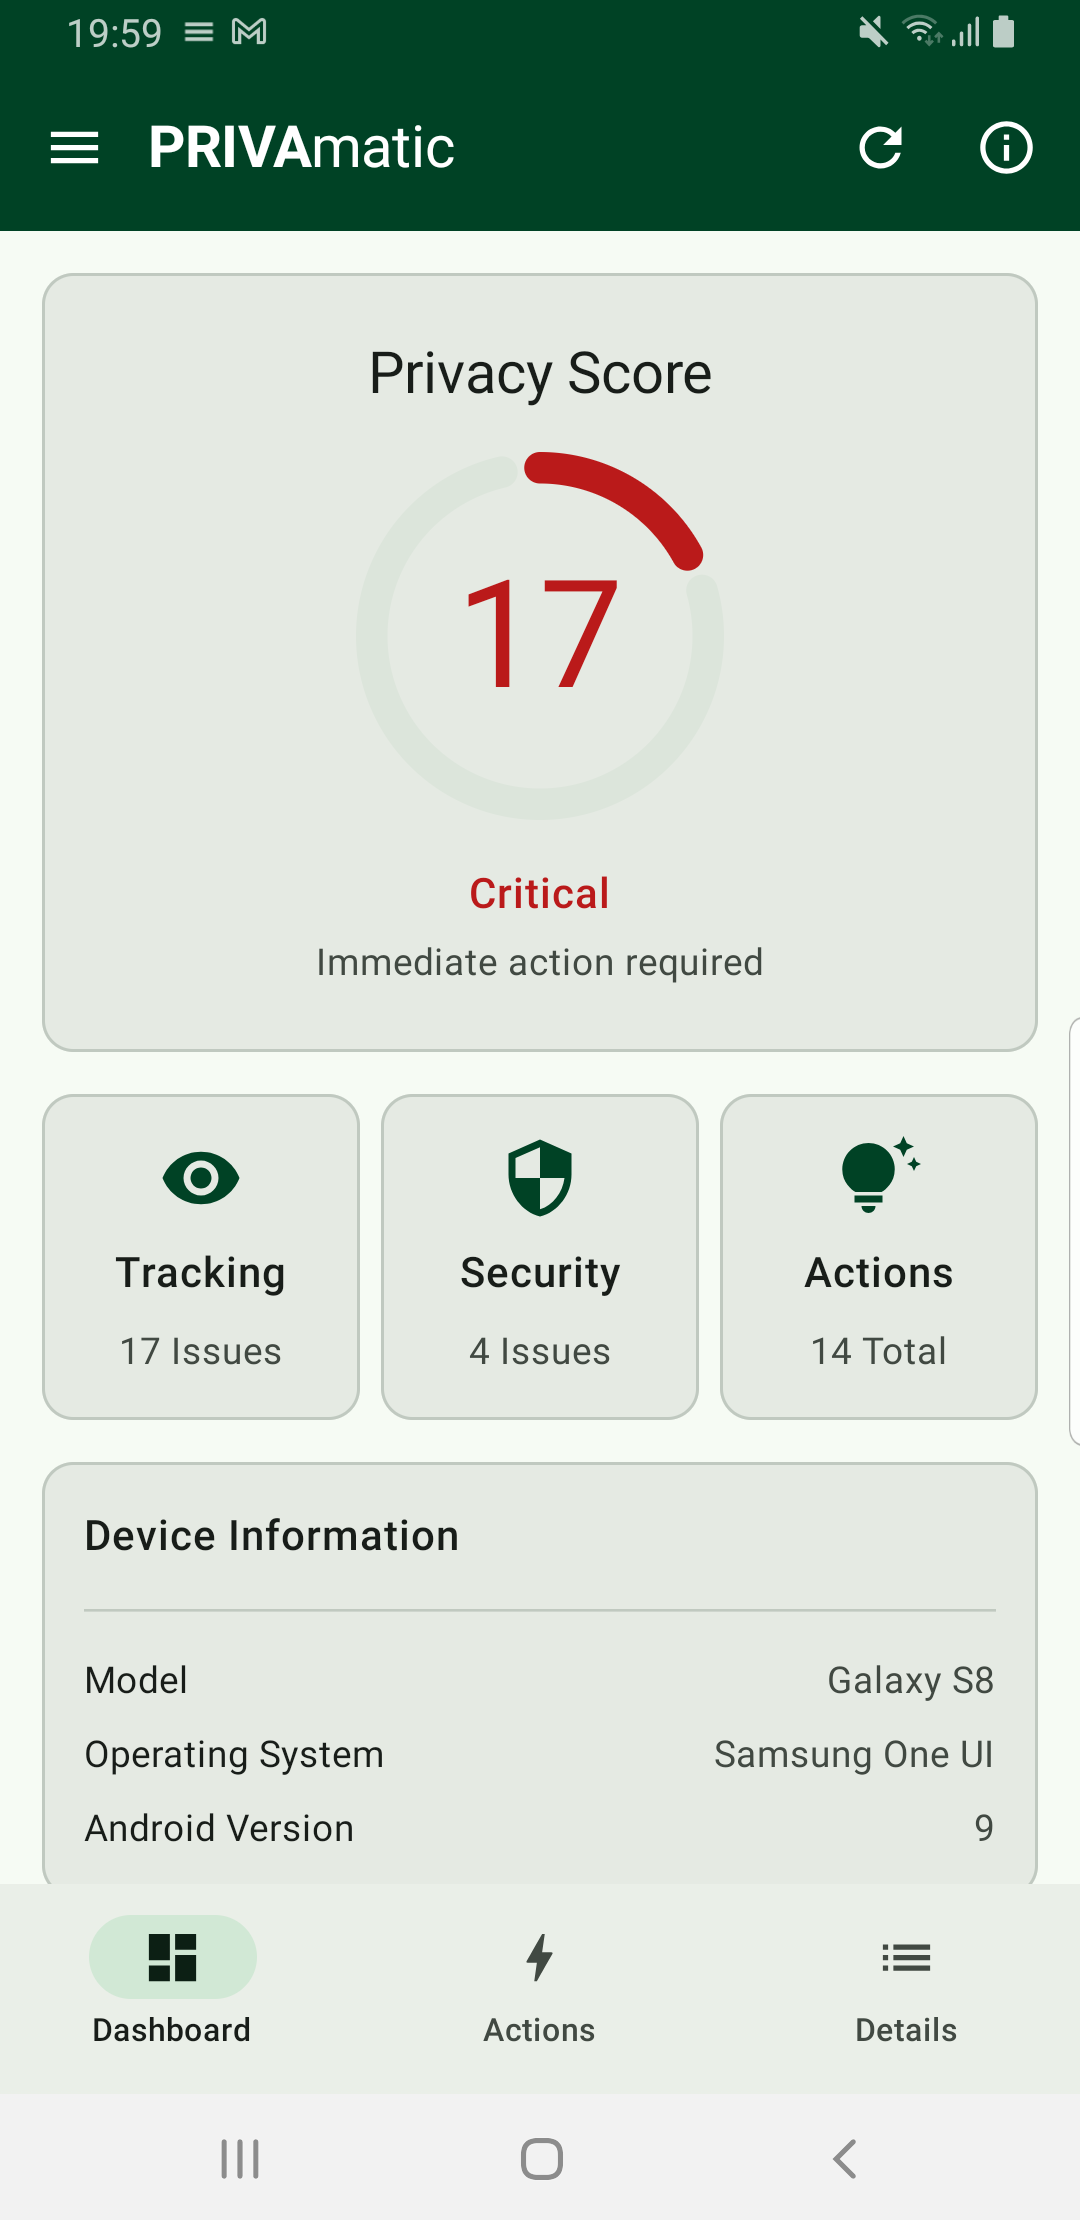 19:59
PRIVAmatic
Privacy Score
17
Critical
Immediate action required
Tracking
17 Issues
Security
4 Issues
Actions
14 Total
Device Information
Model Galaxy S8
Operating System Samsung One UI
Android Version 9
Dashboard
Actions
Details